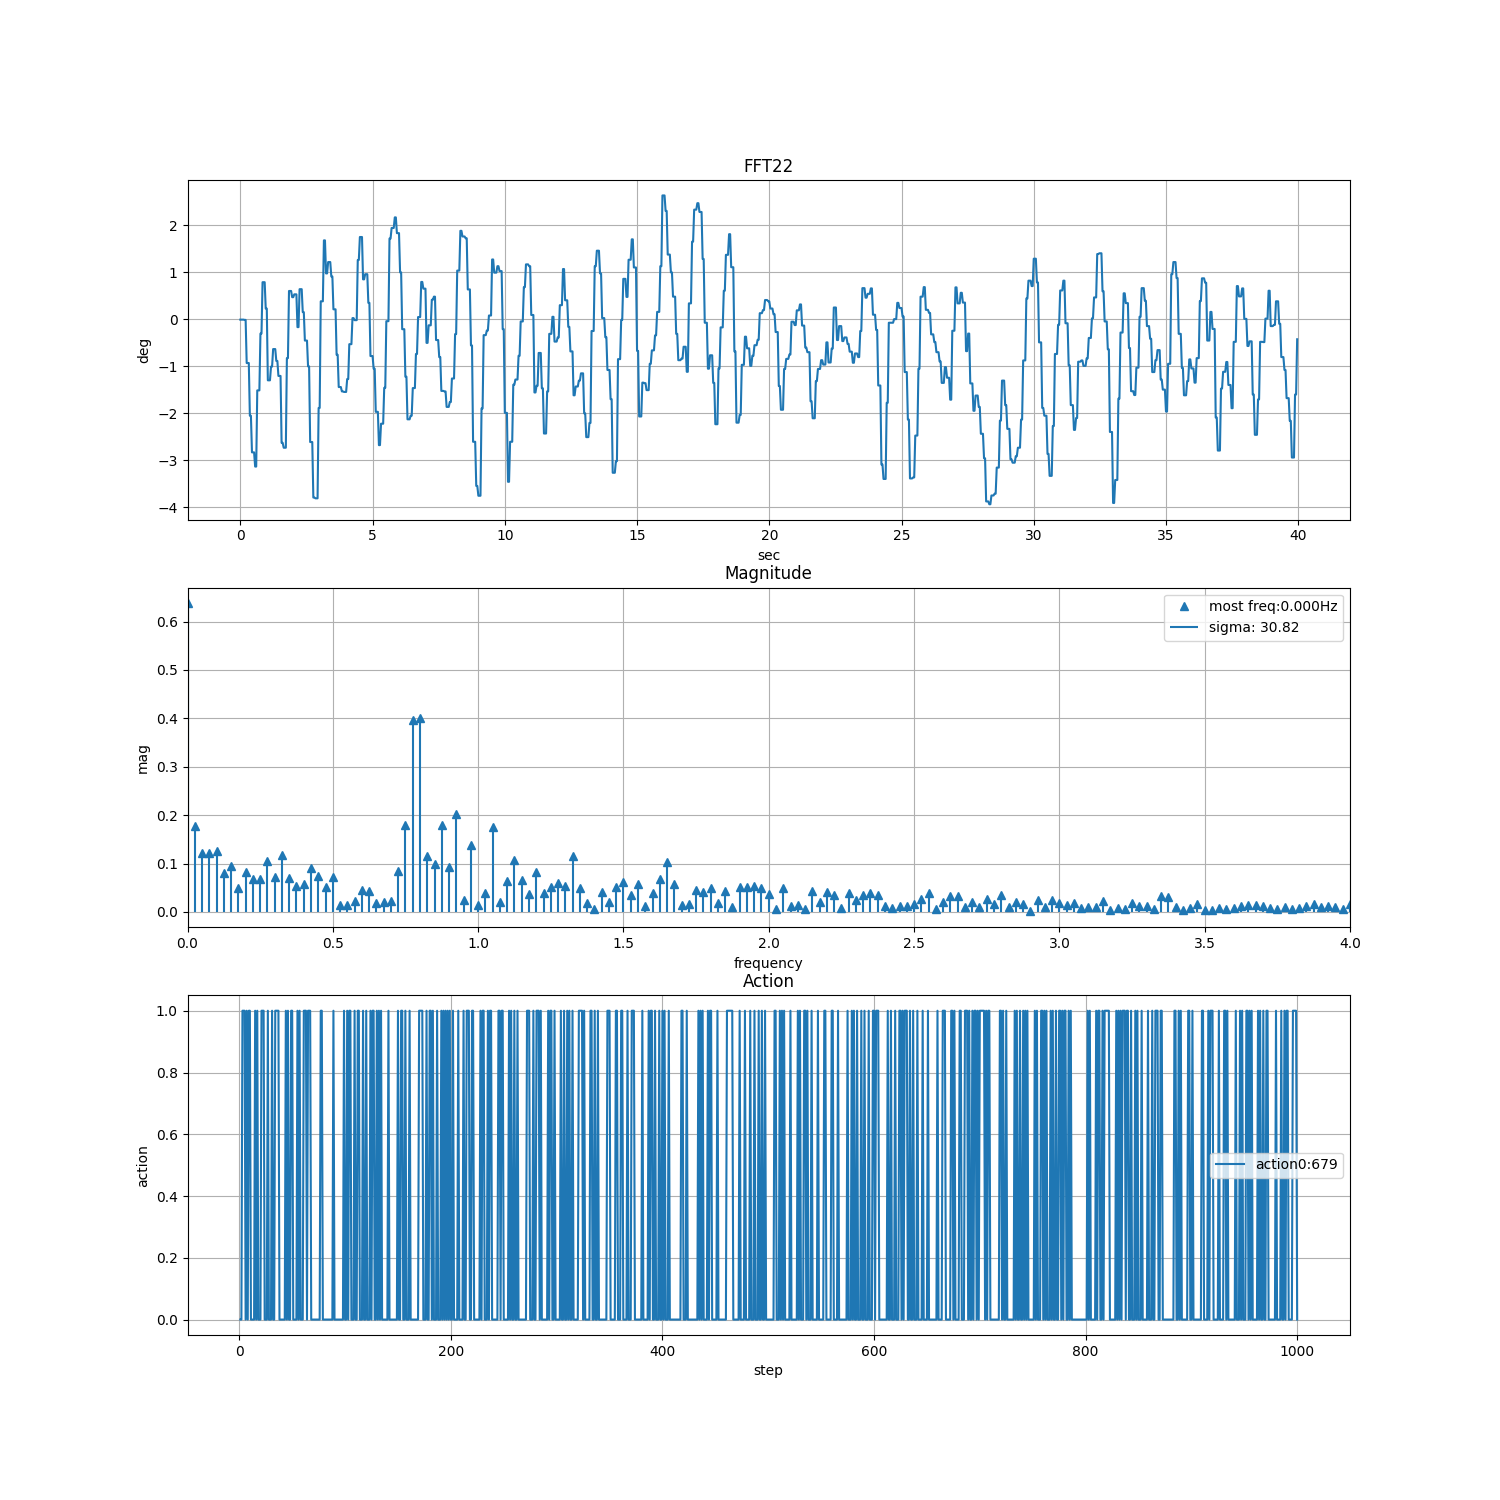 FFT22
deg
2
1
0
−1
−2
−3
−4
0 5 10 15 20 25 30 35 40
sec
Magnitude
mag
0.6
0.5
0.4
0.3
0.2
0.1
0.0
most freq:0.000Hz
sigma: 30.82
0.0 0.5 1.0 1.5 2.0 2.5 3.0 3.5 4.0
frequency
Action
action
1.0
0.8
0.6
0.4
0.2
0.0
action0:679
0 200 400 600 800 1000
step